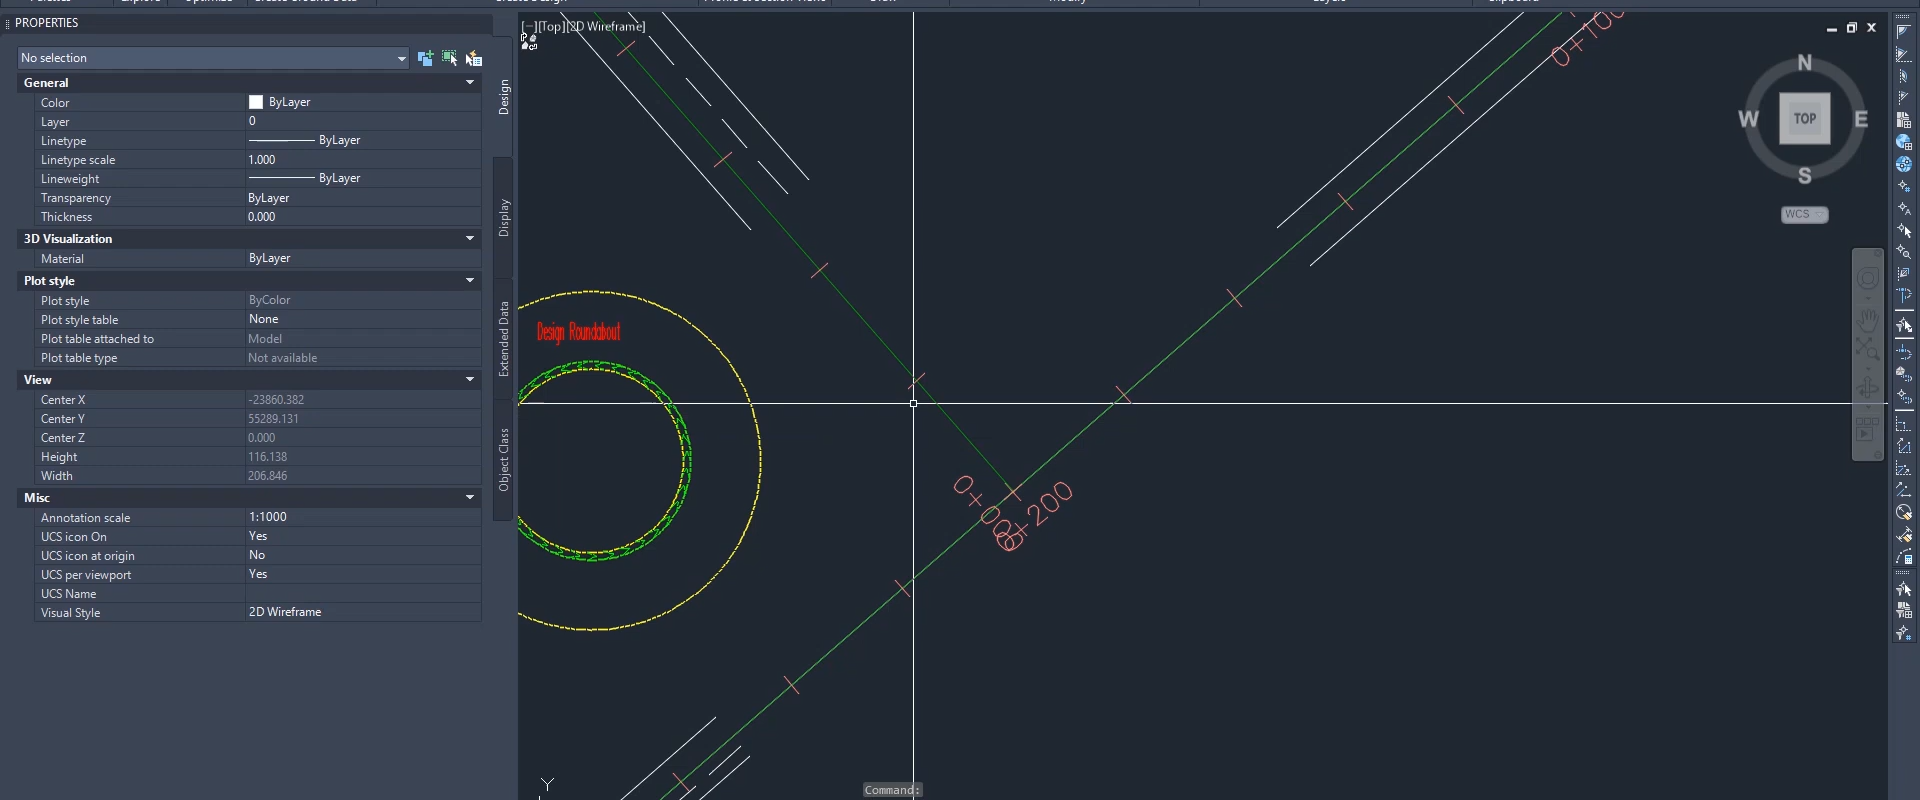 PROPERTIES
No selection
General
Color ByLayer
Layer 0
Linetype ByLayer
Linetype scale 1.000
Lineweight ByLayer
Transparency ByLayer
Thickness 0.000
3D Visualization
Material ByLayer
Plot style
Plot style ByColor
Plot style table None
Plot table attached to Model
Plot table type Not available
View
Center X -23860.382
Center Y 55289.131
Center Z 0.000
Height 116.138
Width 206.846
Misc
Annotation scale 1:1000
UCS icon On Yes
UCS icon at origin No
UCS per viewport Yes
UCS Name
Visual Style 2D Wireframe
Design
Display
Extended Data
Object Class
[−][Top][2D Wireframe]
0+100
N
W TOP E
S
WCS
Design Roundabout
0+200
Y
Command: